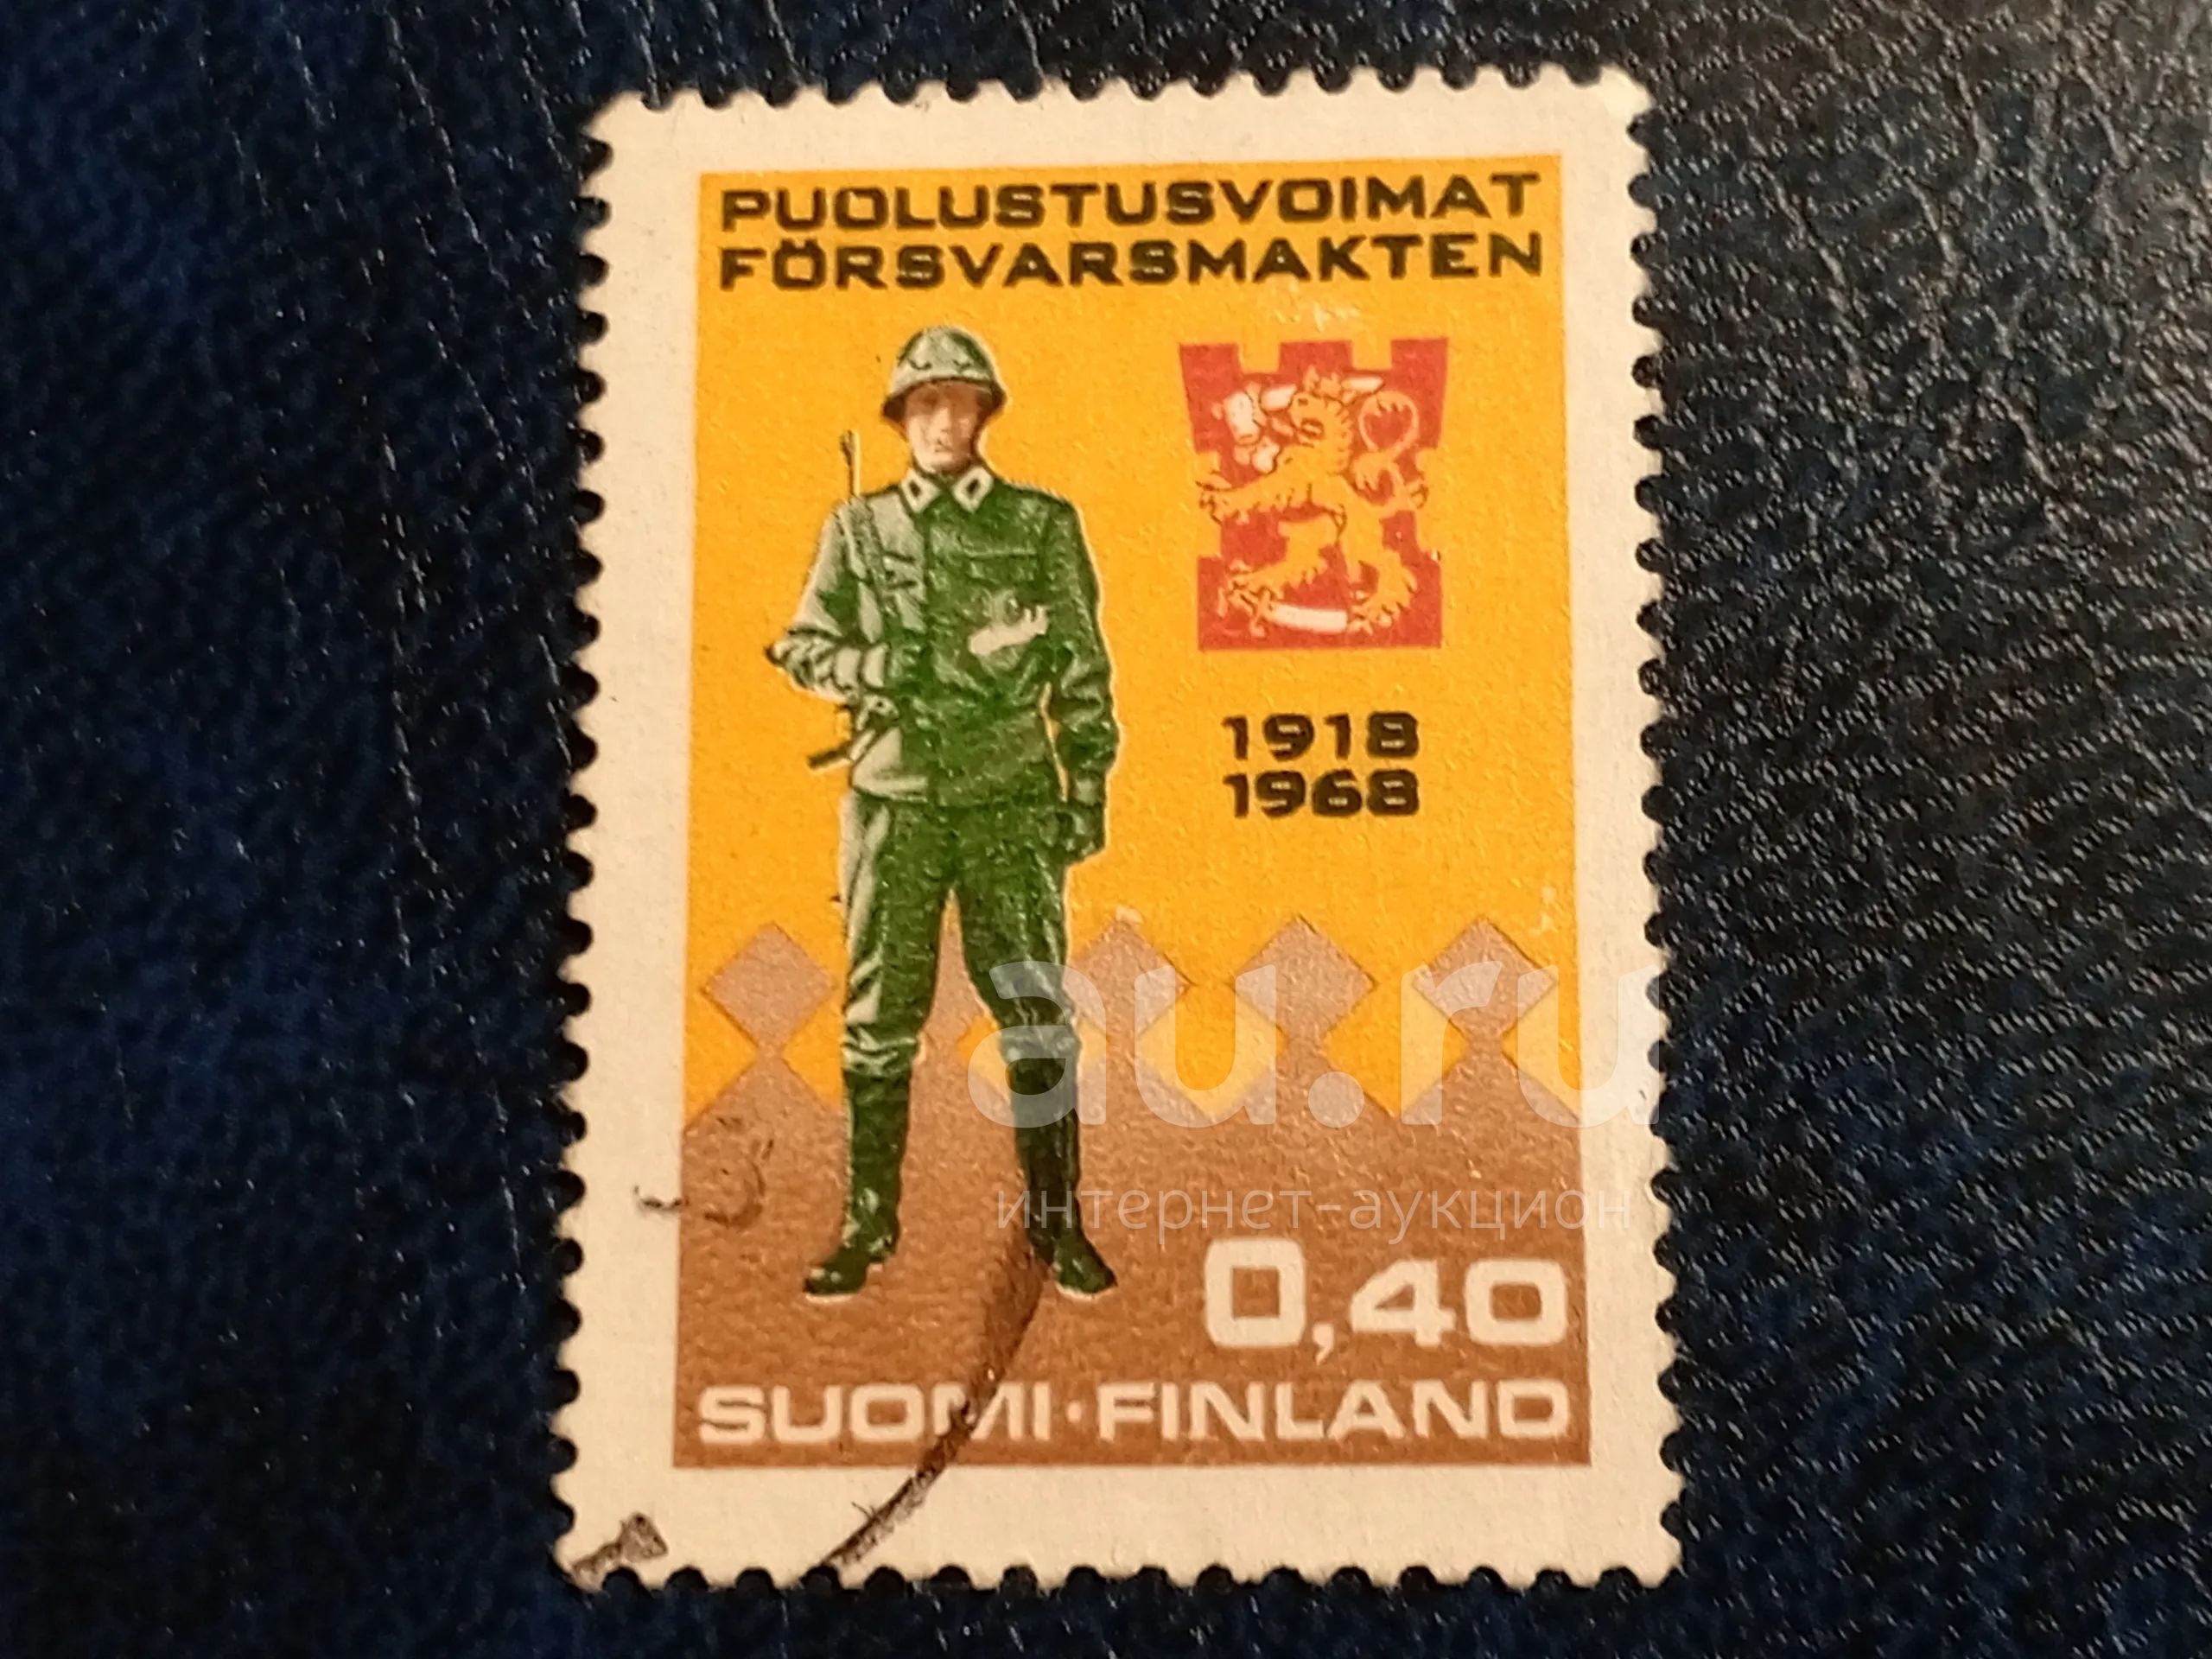 PUOLUSTUSVOIMAT
FÖRSVARSMAKTEN
1918
1968
au.ru
интернет-аукцион
0,40
SUOMI·FINLAND